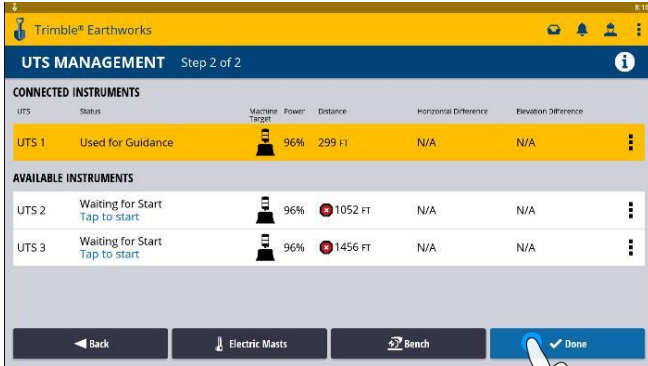 8:10
Trimble® Earthworks
UTS MANAGEMENT Step 2 of 2
CONNECTED INSTRUMENTS
UTS Status Machine Target Power Distance Horizontal Difference Elevation Difference
UTS 1 Used for Guidance 96% 299 FT N/A N/A
AVAILABLE INSTRUMENTS
UTS 2 Waiting for Start 96% 1052 FT N/A N/A
Tap to start
UTS 3 Waiting for Start 96% 1456 FT N/A N/A
Tap to start
Back Electric Masts Bench Done